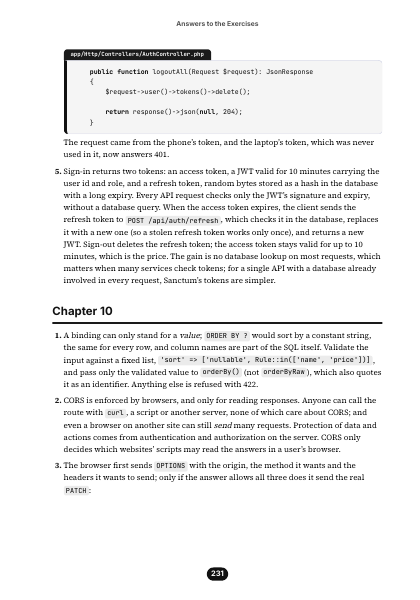 Answers to the Exercises
app/Http/Controllers/AuthController.php
public function logoutAll(Request $request): JsonResponse
{
$request->user()->tokens()->delete();
return response()->json(null, 204);
}
The request came from the phone's token, and the laptop's token, which was never
used in it, now answers 401.
5. Sign-in returns two tokens: an access token, a JWT valid for 10 minutes carrying the
user id and role, and a refresh token, random bytes stored as a hash in the database
with a long expiry. Every API request checks only the JWT's signature and expiry,
without a database query. When the access token expires, the client sends the
refresh token to POST /api/auth/refresh, which checks it in the database, replaces
it with a new one (so a stolen refresh token works only once), and returns a new
JWT. Sign-out deletes the refresh token; the access token stays valid for up to 10
minutes, which is the price. The gain is no database lookup on most requests, which
matters when many services check tokens; for a single API with a database already
involved in every request, Sanctum's tokens are simpler.
Chapter 10
1. A binding can only stand for a value; ORDER BY ? would sort by a constant string,
the same for every row, and column names are part of the SQL itself. Validate the
input against a fixed list, 'sort' => ['nullable', Rule::in(['name', 'price'])],
and pass only the validated value to orderBy() (not orderByRaw), which also quotes
it as an identifier. Anything else is refused with 422.
2. CORS is enforced by browsers, and only for reading responses. Anyone can call the
route with curl, a script or another server, none of which care about CORS; and
even a browser on another site can still send many requests. Protection of data and
actions comes from authentication and authorization on the server. CORS only
decides which websites' scripts may read the answers in a user's browser.
3. The browser first sends OPTIONS with the origin, the method it wants and the
headers it wants to send; only if the answer allows all three does it send the real
PATCH:
231